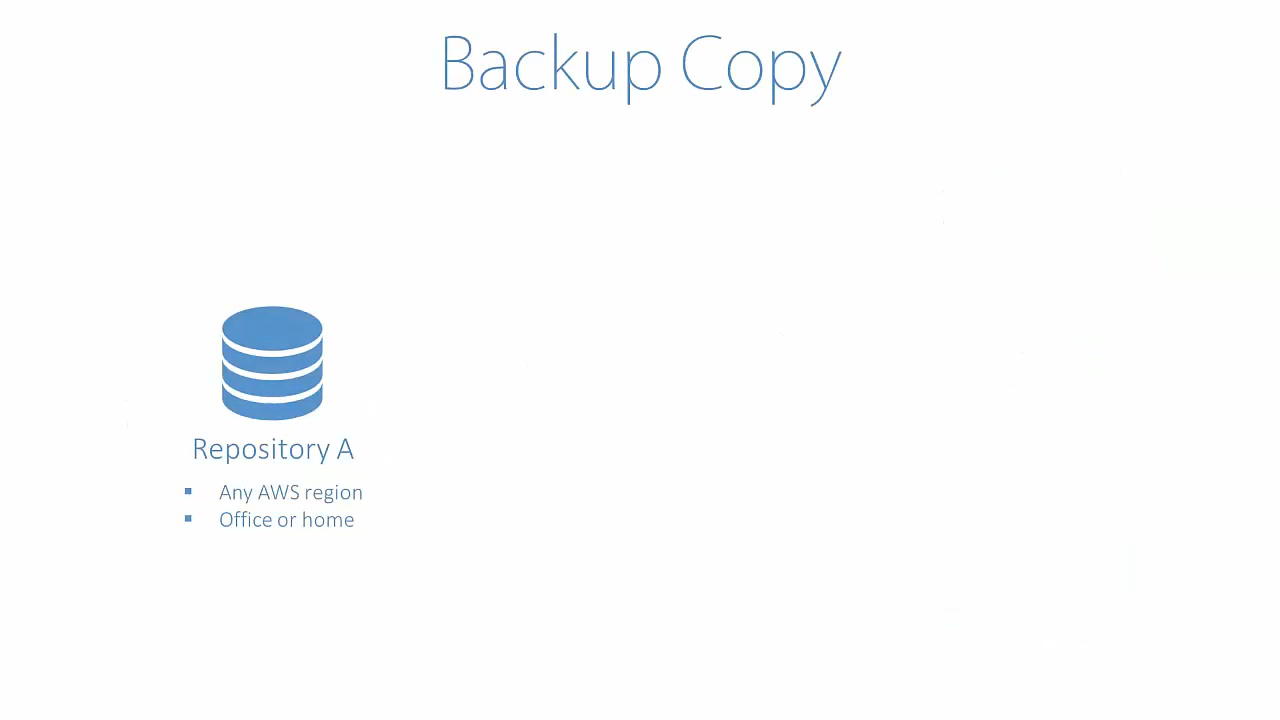 Backup Copy
Repository A
▪ Any AWS region
▪ Office or home